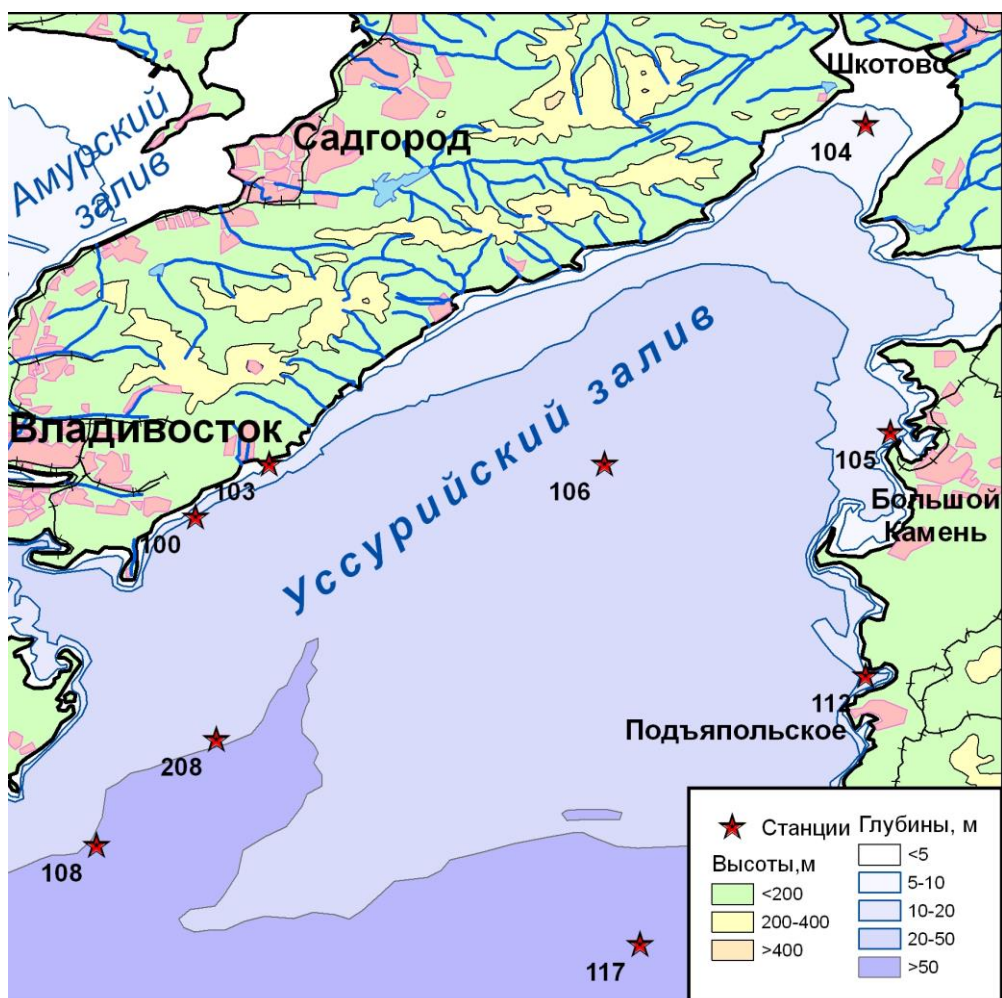 Шкотово
Садгород
104
Амурский
залив
Уссурийский залив
Владивосток
103
106
105
Большой
Камень
100
112
Подъяпольское
208
108
117
Станции
Высоты,м
<200
200-400
>400
Глубины, м
<5
5-10
10-20
20-50
>50